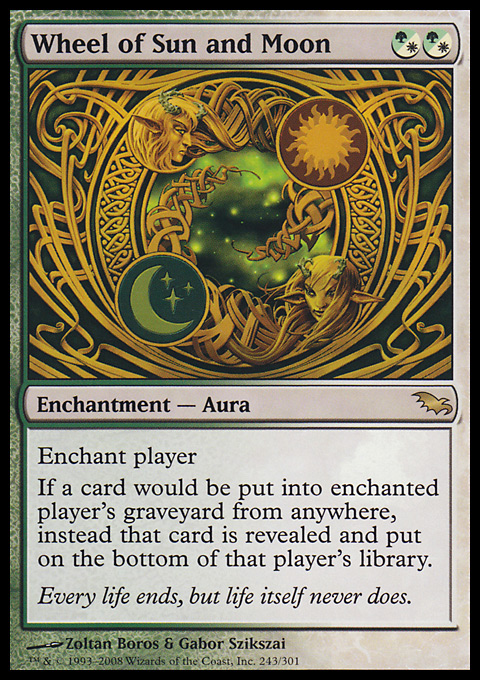 Wheel of Sun and Moon
Enchantment — Aura
Enchant player
If a card would be put into enchanted
player's graveyard from anywhere,
instead that card is revealed and put
on the bottom of that player's library.
Every life ends, but life itself never does.
Zoltan Boros & Gabor Szikszai
™ & © 1993–2008 Wizards of the Coast, Inc. 243/301